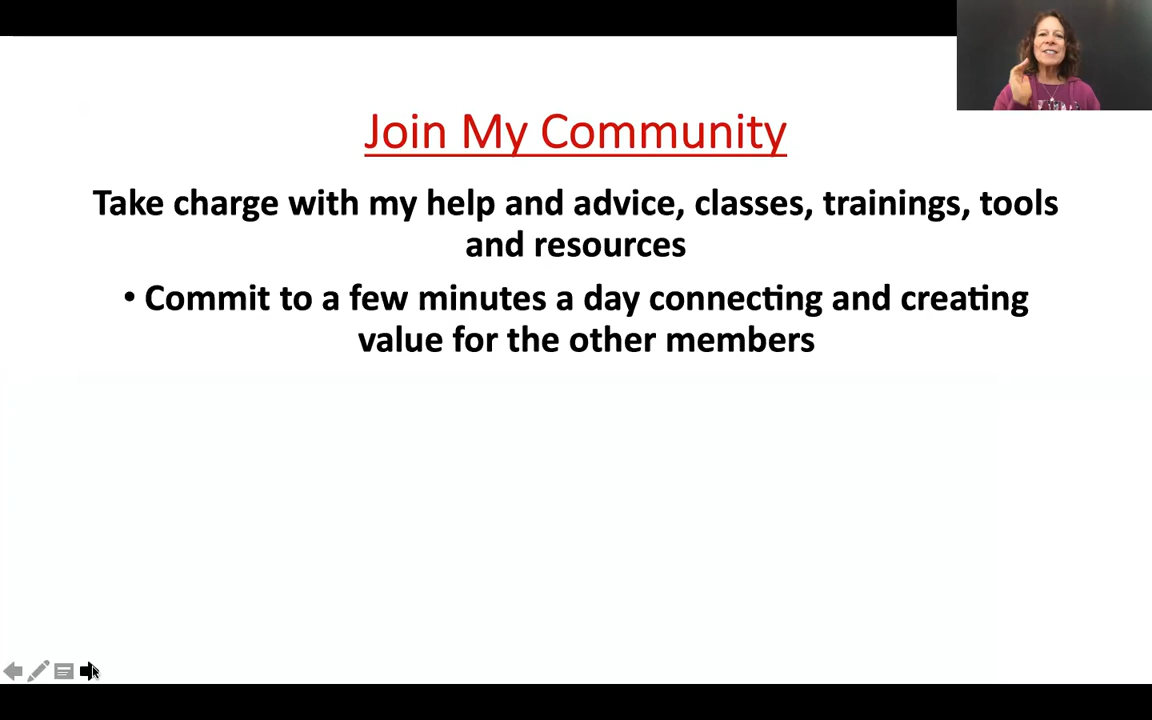 Join My Community
Take charge with my help and advice, classes, trainings, tools
and resources
• Commit to a few minutes a day connecting and creating
value for the other members